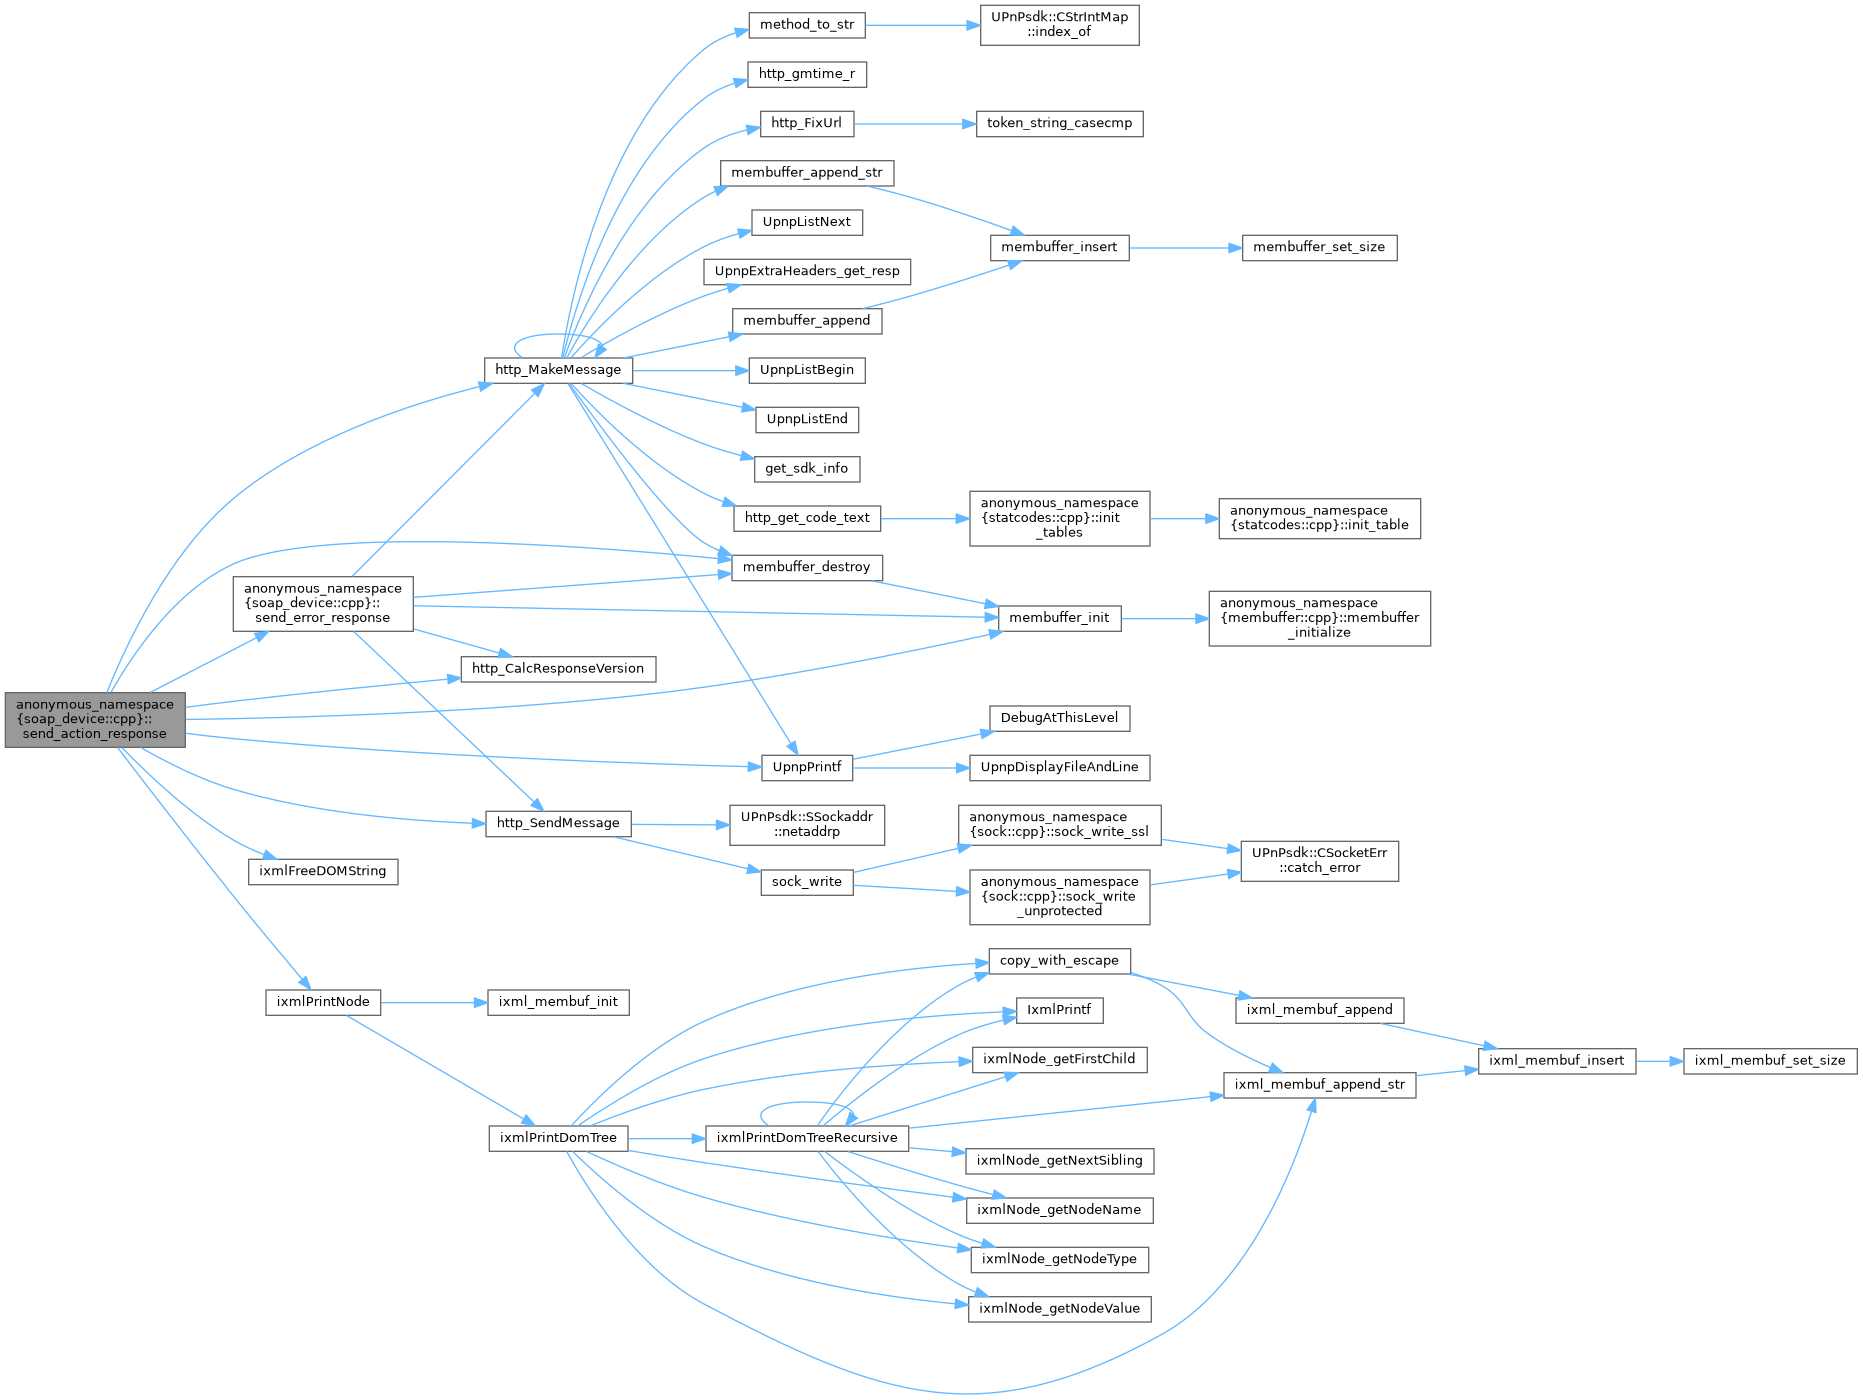 method_to_str
UPnPsdk::CStrIntMap
::index_of
http_gmtime_r
http_FixUrl
token_string_casecmp
membuffer_append_str
UpnpListNext
membuffer_insert
membuffer_set_size
UpnpExtraHeaders_get_resp
membuffer_append
http_MakeMessage
UpnpListBegin
UpnpListEnd
get_sdk_info
http_get_code_text
anonymous_namespace
{statcodes::cpp}::init
_tables
anonymous_namespace
{statcodes::cpp}::init_table
membuffer_destroy
anonymous_namespace
{soap_device::cpp}::
send_error_response
membuffer_init
anonymous_namespace
{membuffer::cpp}::membuffer
_initialize
http_CalcResponseVersion
anonymous_namespace
{soap_device::cpp}::
send_action_response
DebugAtThisLevel
UpnpPrintf
UpnpDisplayFileAndLine
http_SendMessage
UPnPsdk::SSockaddr
::netaddrp
anonymous_namespace
{sock::cpp}::sock_write_ssl
UPnPsdk::CSocketErr
::catch_error
ixmlFreeDOMString
sock_write
anonymous_namespace
{sock::cpp}::sock_write
_unprotected
copy_with_escape
ixmlPrintNode
ixml_membuf_init
IxmlPrintf
ixml_membuf_append
ixmlNode_getFirstChild
ixml_membuf_insert
ixml_membuf_set_size
ixml_membuf_append_str
ixmlPrintDomTree
ixmlPrintDomTreeRecursive
ixmlNode_getNextSibling
ixmlNode_getNodeName
ixmlNode_getNodeType
ixmlNode_getNodeValue